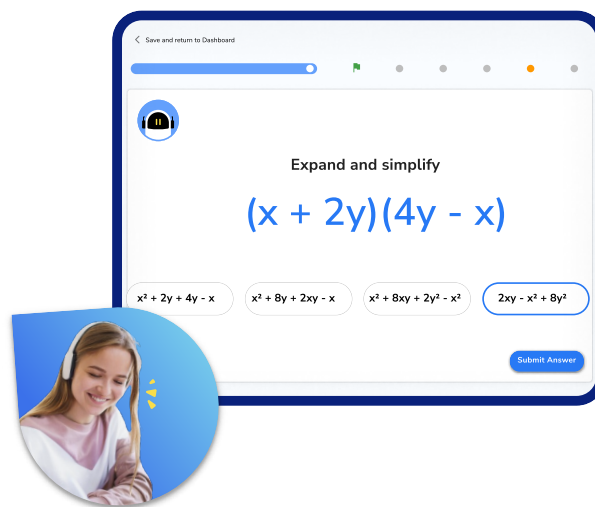 Save and return to Dashboard
Expand and simplify
(x + 2y)(4y - x)
x² + 2y + 4y - x
x² + 8y + 2xy - x
x² + 8xy + 2y² - x²
2xy - x² + 8y²
Submit Answer